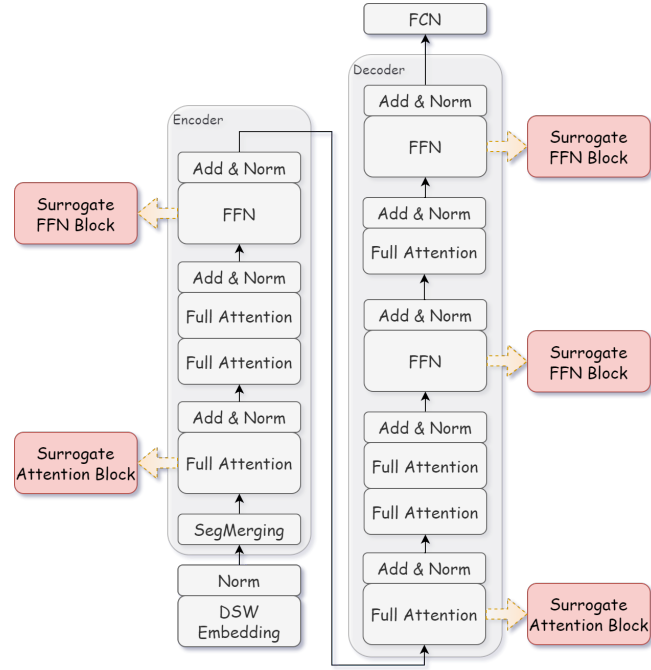 FCN
Decoder
Add & Norm
FFN
Surrogate
FFN Block
Add & Norm
Full Attention
Add & Norm
FFN
Surrogate
FFN Block
Add & Norm
Full Attention
Full Attention
Add & Norm
Full Attention
Surrogate
Attention Block
Encoder
Add & Norm
FFN
Surrogate
FFN Block
Add & Norm
Full Attention
Full Attention
Add & Norm
Full Attention
Surrogate
Attention Block
SegMerging
Norm
DSW
Embedding